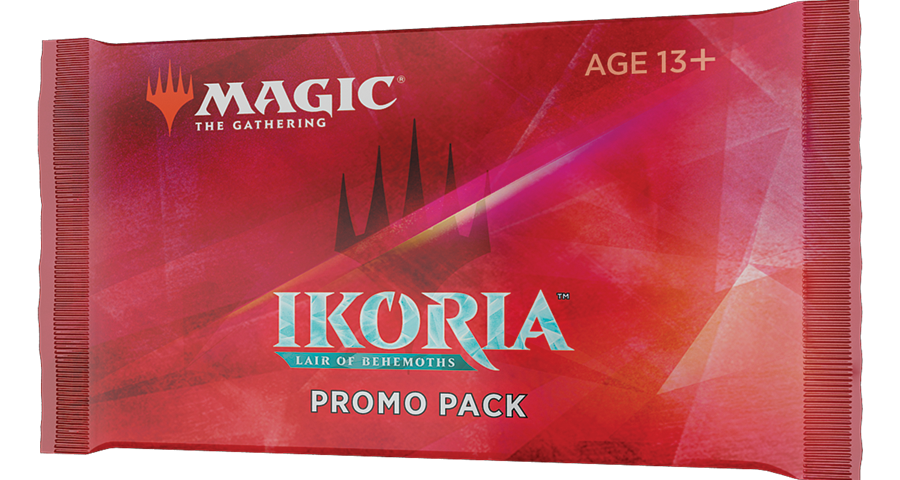 MAGIC®
THE GATHERING
AGE 13+
IKORIA™
LAIR OF BEHEMOTHS
PROMO PACK